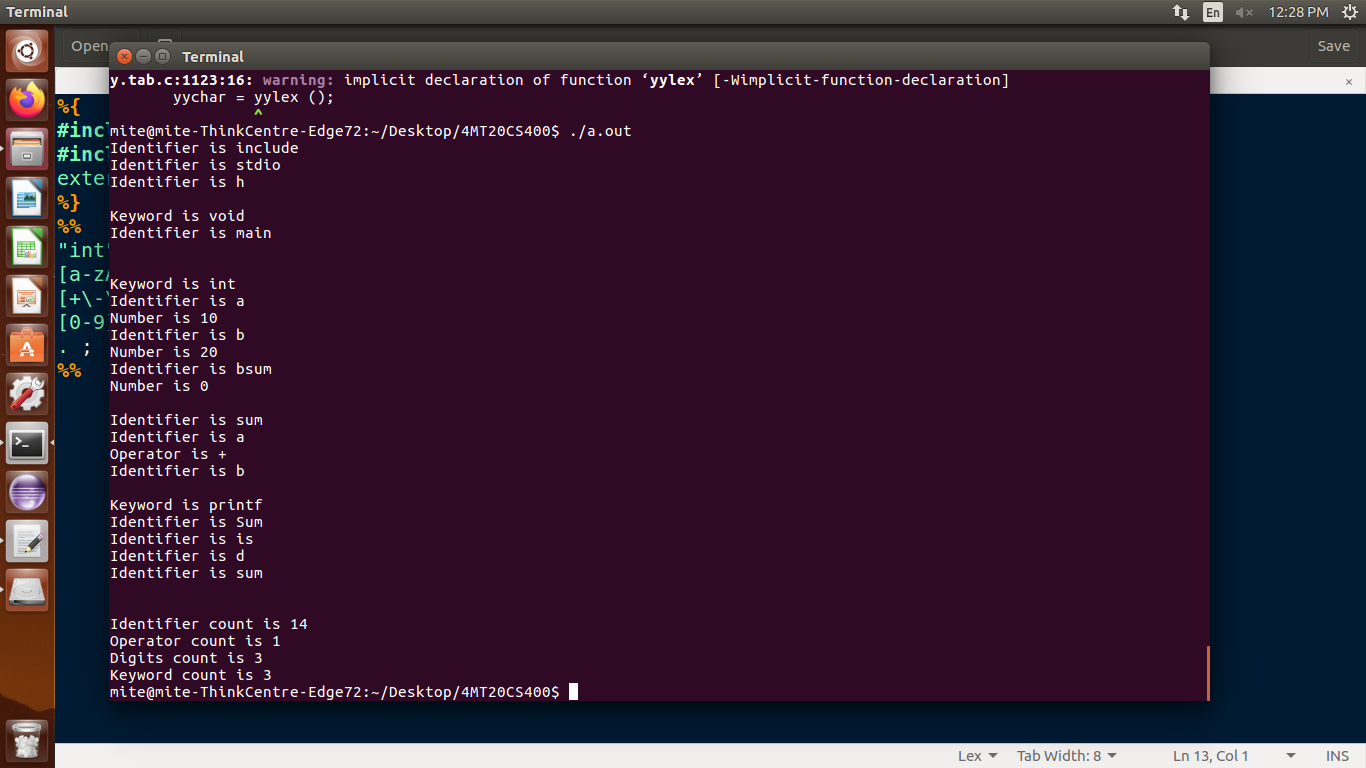 Terminal
En
12:28 PM
Open
Save
Terminal
%{
#incl
#incl
exter
%}
%%
"int"
[a-zA
[+\-\
[0-9
. ;
%%
y.tab.c:1123:16: warning: implicit declaration of function ‘yylex’ [-Wimplicit-function-declaration]
yychar = yylex ();
^
mite@mite-ThinkCentre-Edge72:~/Desktop/4MT20CS400$ ./a.out
Identifier is include
Identifier is stdio
Identifier is h
Keyword is void
Identifier is main
Keyword is int
Identifier is a
Number is 10
Identifier is b
Number is 20
Identifier is bsum
Number is 0
Identifier is sum
Identifier is a
Operator is +
Identifier is b
Keyword is printf
Identifier is Sum
Identifier is is
Identifier is d
Identifier is sum
Identifier count is 14
Operator count is 1
Digits count is 3
Keyword count is 3
mite@mite-ThinkCentre-Edge72:~/Desktop/4MT20CS400$
Lex
Tab Width: 8
Ln 13, Col 1
INS